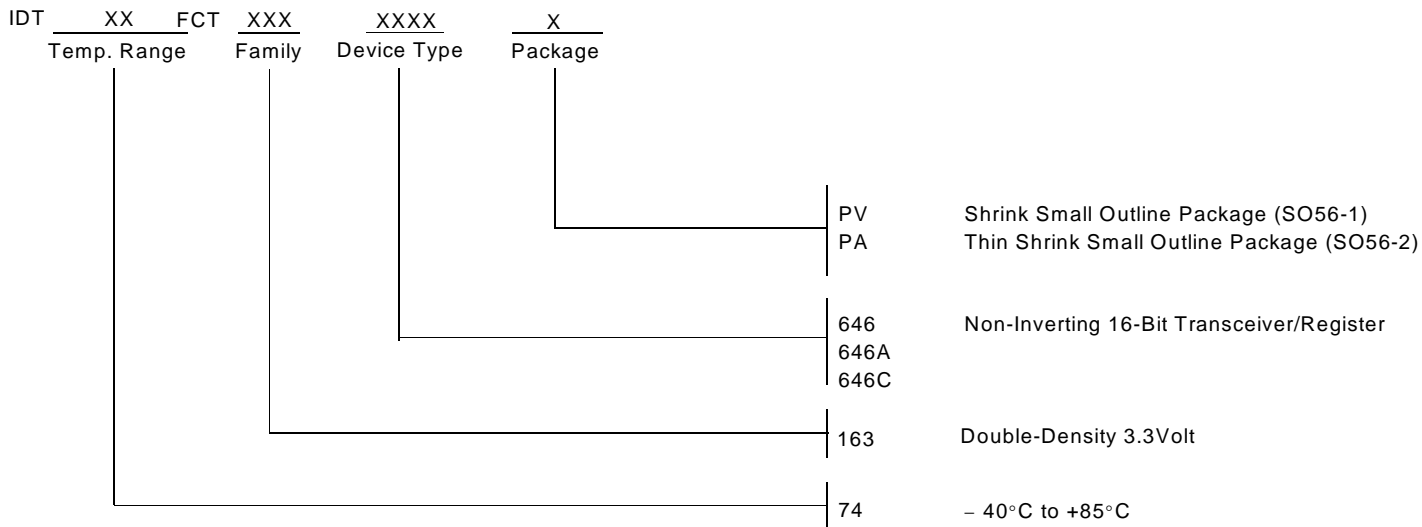 IDT XX FCT XXX XXXX X
Temp. Range Family Device Type Package
PV Shrink Small Outline Package (SO56-1)
PA Thin Shrink Small Outline Package (SO56-2)
646 Non-Inverting 16-Bit Transceiver/Register
646A
646C
163 Double-Density 3.3Volt
74 – 40°C to +85°C